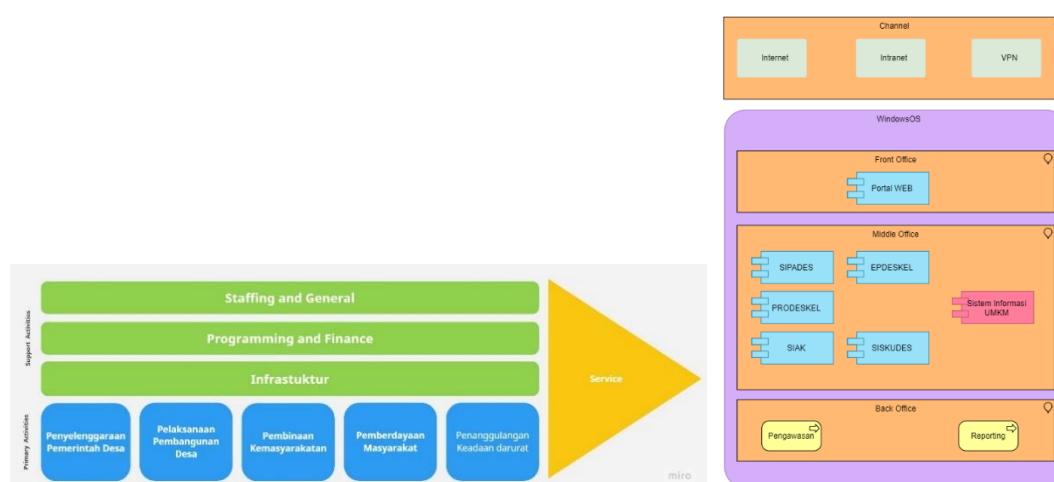 Support Activities
Staffing and General
Programming and Finance
Infrastuktur
Primary Activities
Penyelenggaraan
Pemerintah Desa
Pelaksanaan
Pembangunan
Desa
Pembinaan
Kemasyarakatan
Pemberdayaan
Masyarakat
Penanggulangan
Keadaan darurat
Service
miro
Channel
Internet
Intranet
VPN
WindowsOS
Front Office
Portal WEB
Middle Office
SIPADES
EPDESKEL
PRODESKEL
Sistem Informasi
UMKM
SIAK
SISKUDES
Back Office
Pengawasan
Reporting